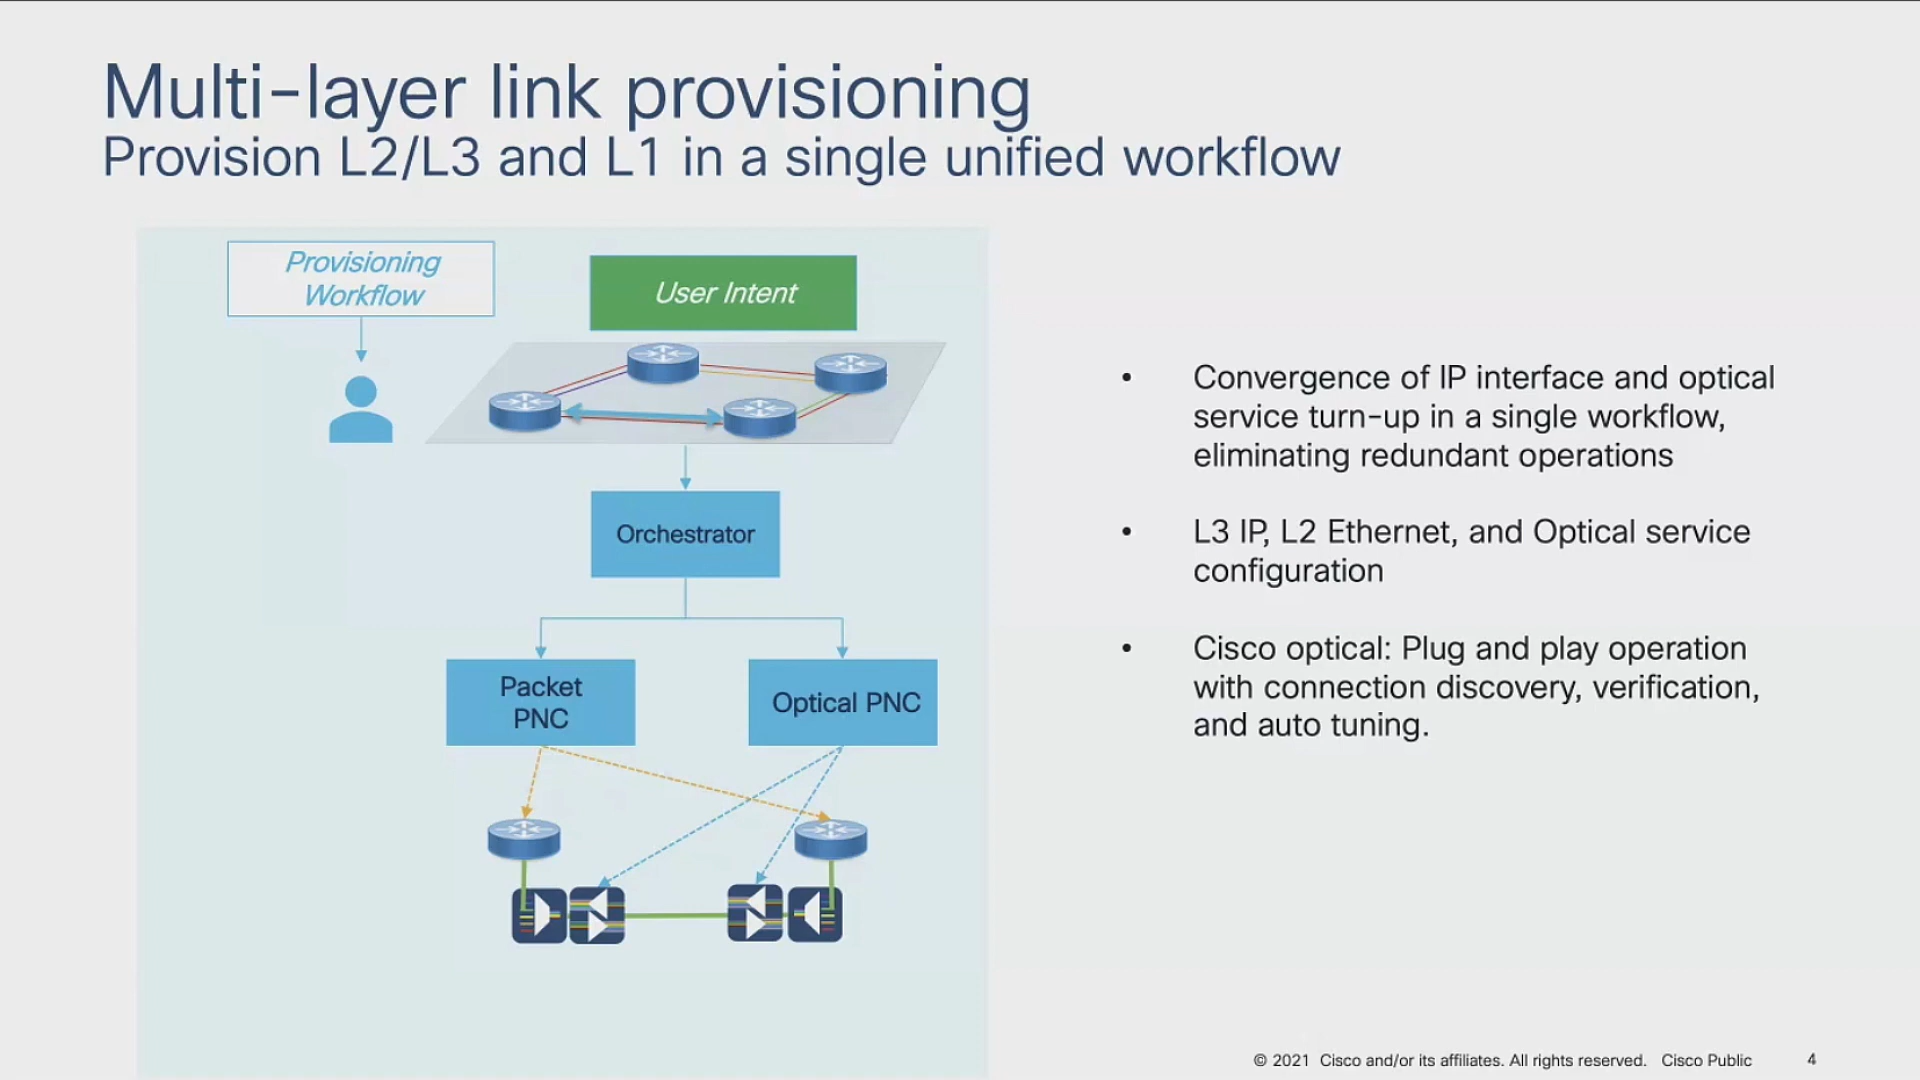 Multi-layer link provisioning
Provision L2/L3 and L1 in a single unified workflow
Provisioning
Workflow
User Intent
Orchestrator
Packet
PNC
Optical PNC
• Convergence of IP interface and optical
service turn-up in a single workflow,
eliminating redundant operations
• L3 IP, L2 Ethernet, and Optical service
configuration
• Cisco optical: Plug and play operation
with connection discovery, verification,
and auto tuning.
© 2021 Cisco and/or its affiliates. All rights reserved. Cisco Public 4